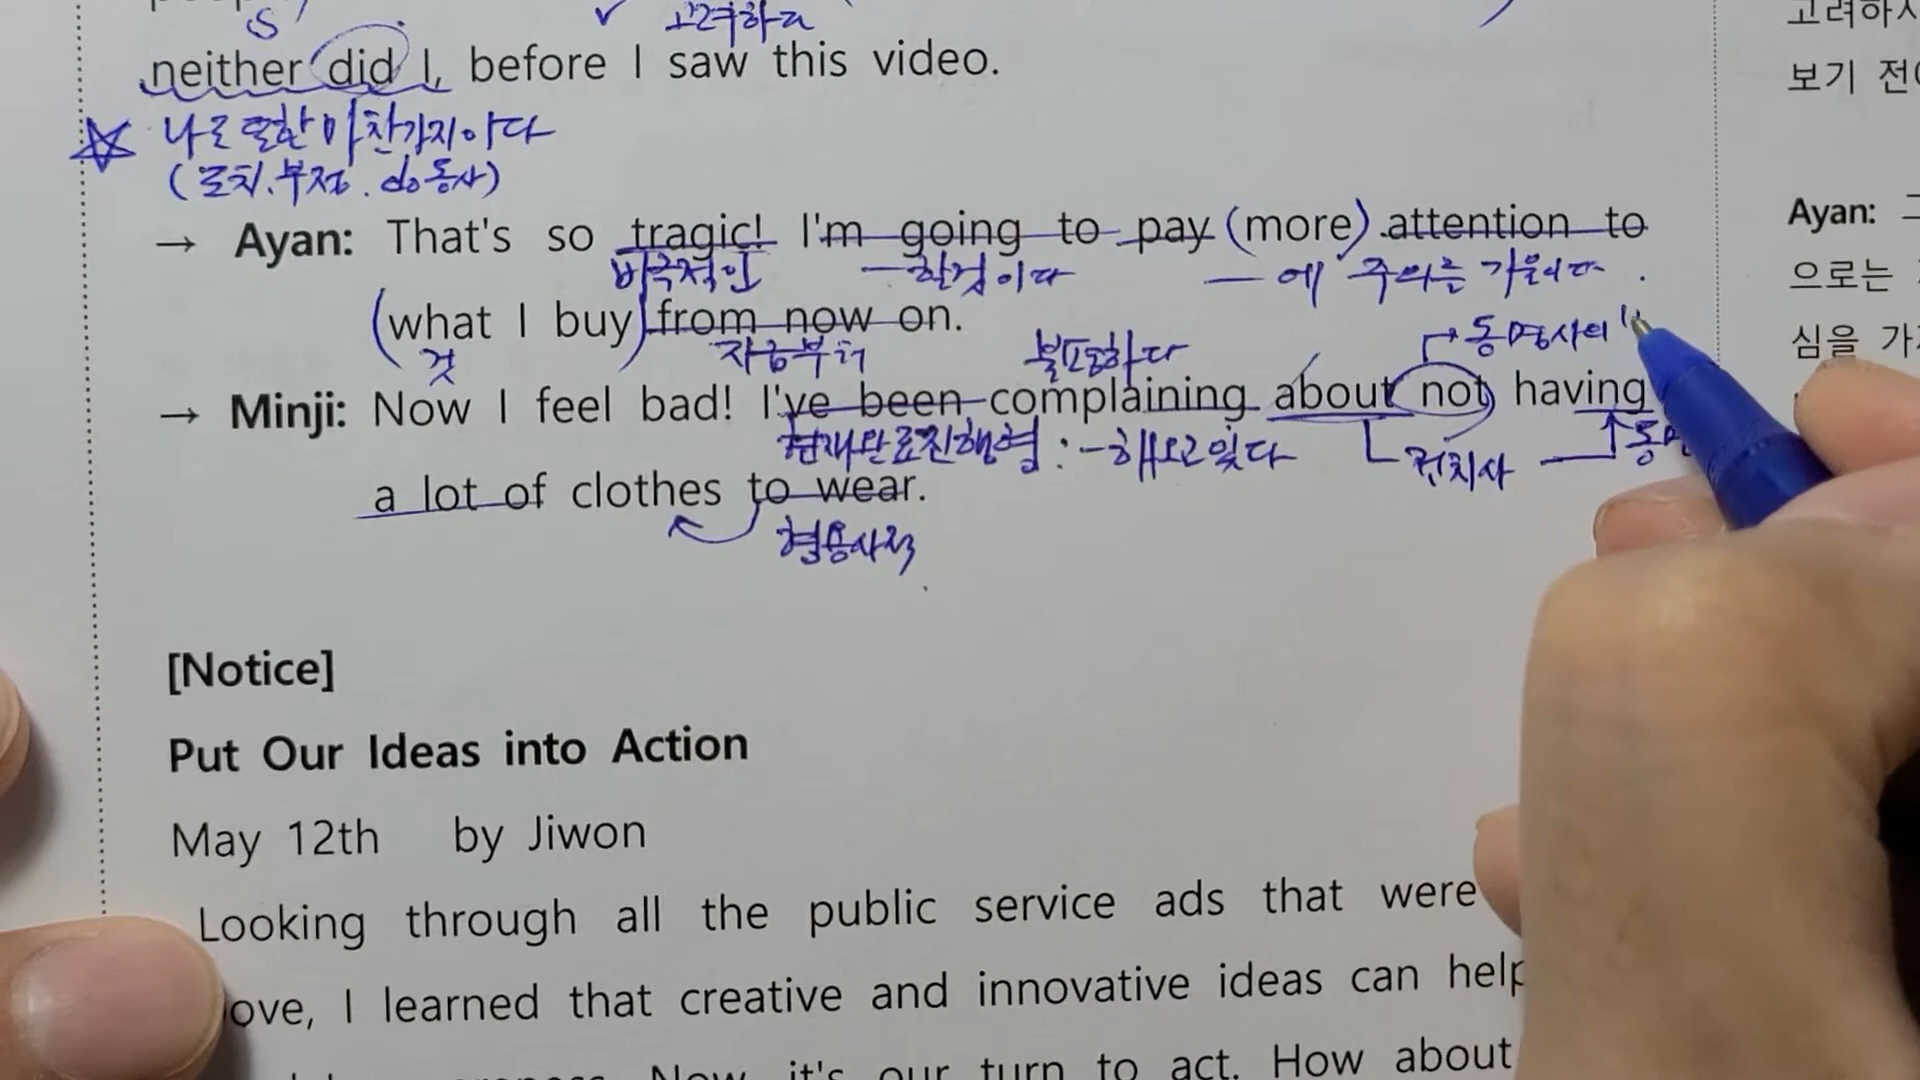 고려하다
neither did I, before I saw this video.
나도 또한 마찬가지이다
(도치.부정. do동사)
→ Ayan: That's so tragic! I'm going to pay (more) attention to
비극적인 ㅡ할것이다 ㅡ에 주의를 기울이다
(what I buy) from now on.
것 지금부터 불평하다 동명사의
→ Minji: Now I feel bad! I've been complaining about not having
현재완료진행형 : -해오고있다 전치사
a lot of clothes to wear.
형용사적
[Notice]
Put Our Ideas into Action
May 12th by Jiwon
Looking through all the public service ads that were
ove, I learned that creative and innovative ideas can help
Now, it's our turn to act. How about
보기 전
Ayan:
으로는
심을